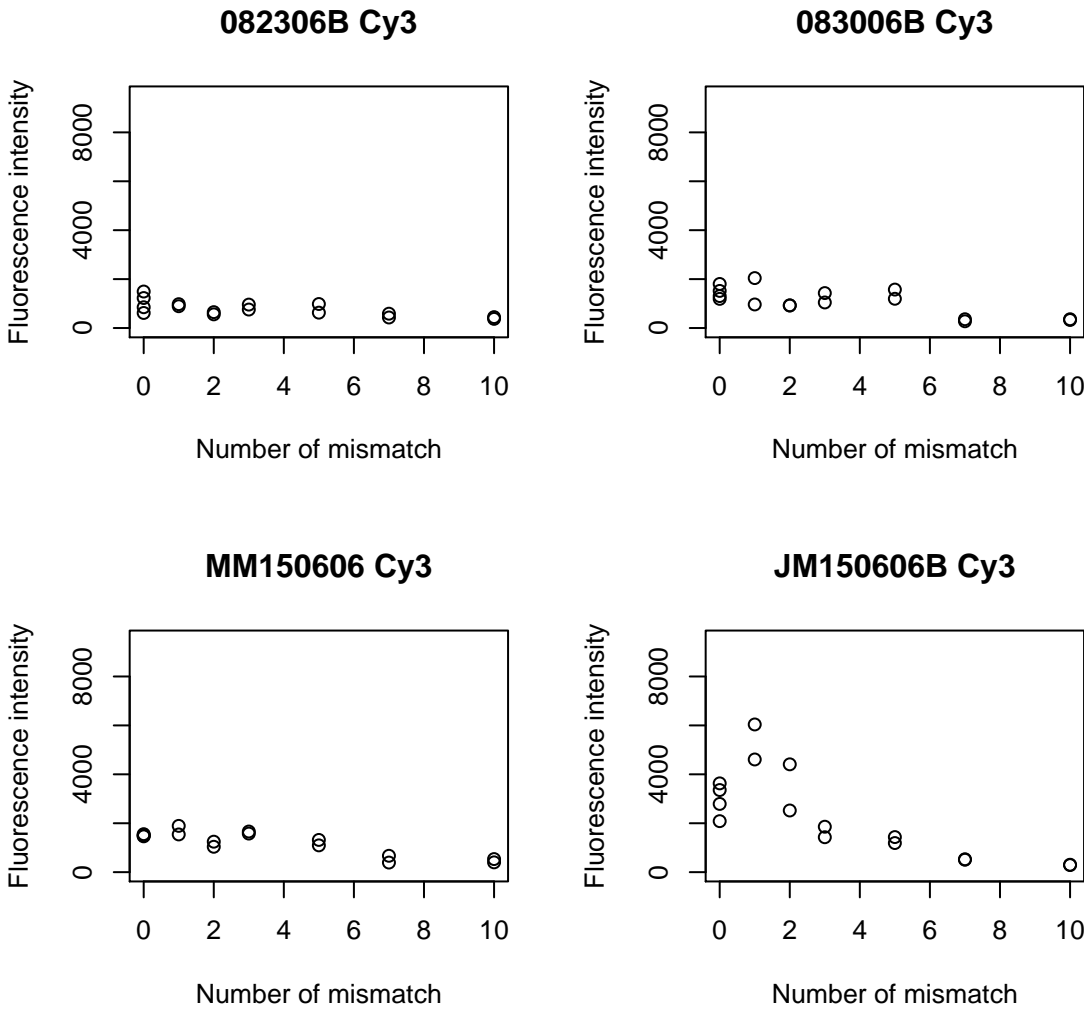 082306B Cy3
Fluorescence intensity
8000
4000
0
0 2 4 6 8 10
Number of mismatch
083006B Cy3
Fluorescence intensity
8000
4000
0
0 2 4 6 8 10
Number of mismatch
MM150606 Cy3
Fluorescence intensity
8000
4000
0
0 2 4 6 8 10
Number of mismatch
JM150606B Cy3
Fluorescence intensity
8000
4000
0
0 2 4 6 8 10
Number of mismatch